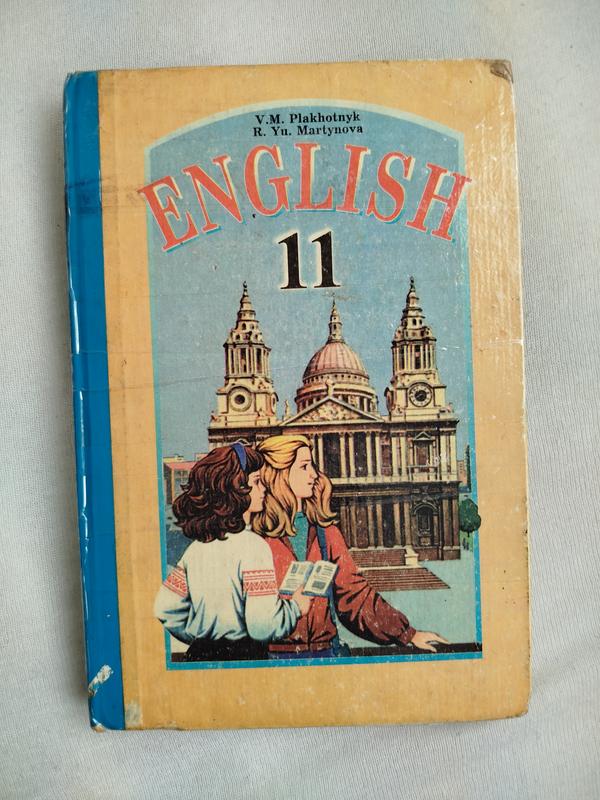 V.M. Plakhotnyk
R. Yu. Martynova
ENGLISH
11